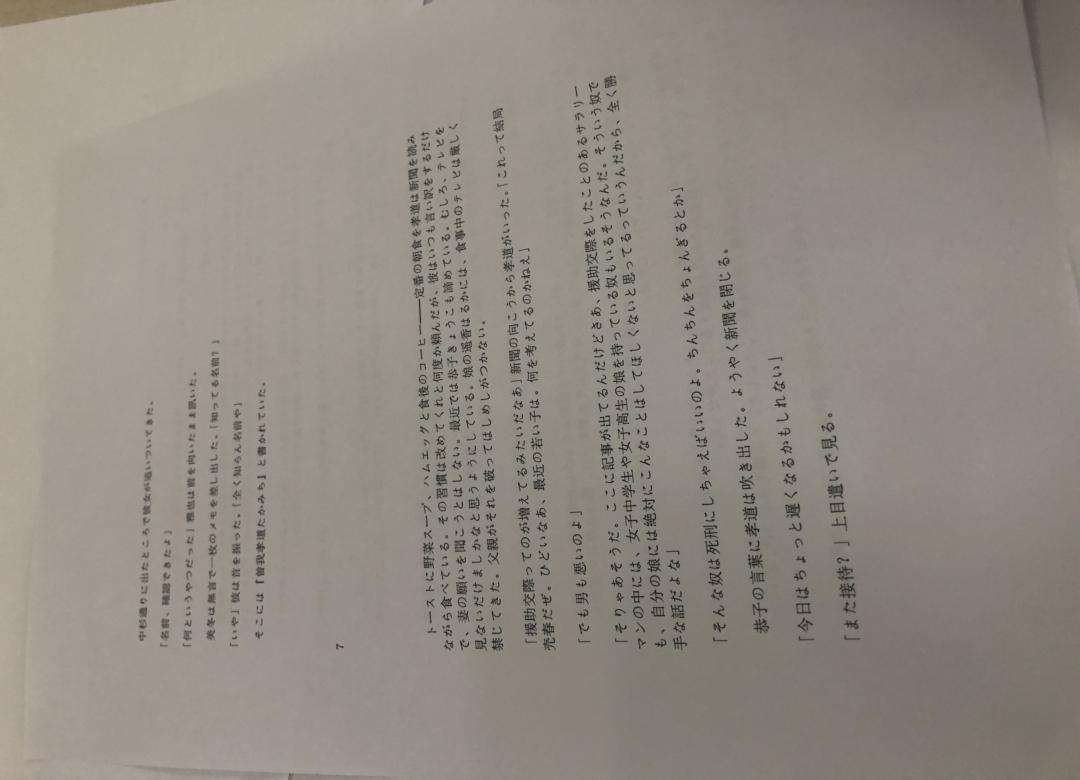 中杉通りに出たところで彼女が追いついてきた。
「名前、確認できたよ」
「何というやつだった」雅也は前を向いたまま訊いた。
美冬は無言で一枚のメモを差し出した。「知ってる名前?」
「いや」彼は首を振った。「全く知らん名前や」
そこには『曽我孝道たかみち』と書かれていた。
7
トーストに野菜スープ、ハムエッグと食後のコーヒー――定番の朝食を孝道は新聞を読み
ながら食べている。その習慣は改めてくれと何度か頼んだが、彼はいつも言い訳をするだけ
で、妻の願いを聞こうとはしない。最近では恭子きょうこも諦めている。むしろ、テレビを
見ないだけましかなと思うようにしている。娘の遥香はるかには、食事中のテレビは厳しく
禁じてきた。父親がそれを破ってはしめしがつかない。
「援助交際ってのが増えてるみたいだなあ」新聞の向こうから孝道がいった。「これって結局
売春だぜ。ひどいなあ、最近の若い子は。何を考えてるのかねえ」
「でも男も悪いのよ」
「そりゃあそうだ。ここに記事が出てるんだけどさあ、援助交際をしたことのあるサラリー
マンの中には、女子中学生や女子高生の娘を持っている奴もいるそうなんだ。そういう奴で
も、自分の娘には絶対にこんなことはしてほしくないと思ってるっていうんだから、全く勝
手な話だよな」
「そんな奴は死刑にしちゃえばいいのよ。ちんちんをちょんぎるとか」
恭子の言葉に孝道は吹き出した。ようやく新聞を閉じる。
「今日はちょっと遅くなるかもしれない」
「また接待?」上目遣いで見る。